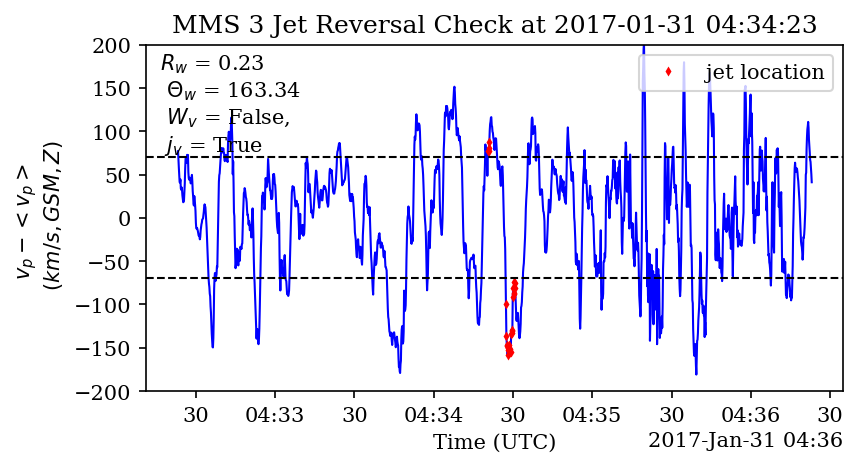 MMS 3 Jet Reversal Check at 2017-01-31 04:34:23
R_w = 0.23
Θ_w = 163.34
W_v = False,
j_v = True
jet location
v_p − <v_p>
(km/s, GSM, Z)
200
150
100
50
0
−50
−100
−150
−200
30 04:33 30 04:34 30 04:35 30 04:36 30
Time (UTC)
2017-Jan-31 04:36